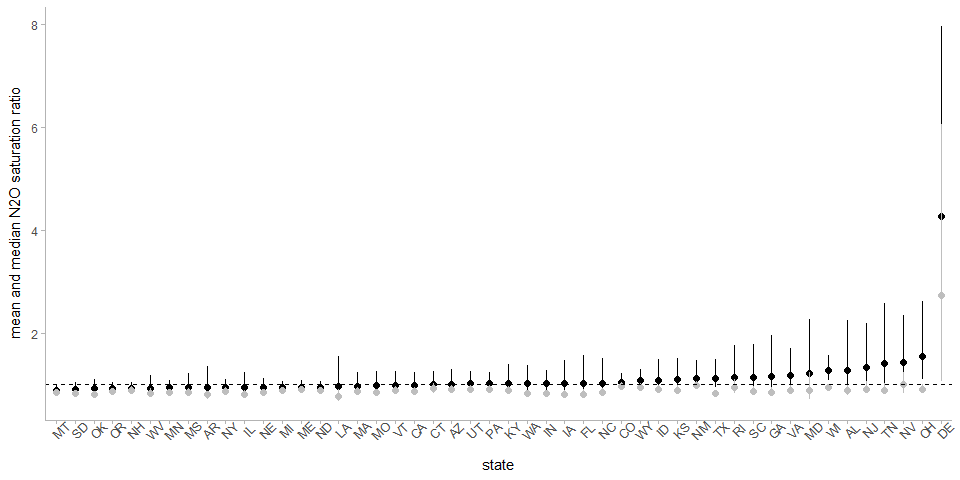 mean and median N2O saturation ratio
8
6
4
2
MT SD OK OR NH WV MN MS AR NY IL NE MI ME ND LA MA MO VT CA CT AZ UT PA KY WA IN IA FL NC CO WY ID KS NM TX RI SC GA VA MD WI AL NJ TN NV OH DE
state